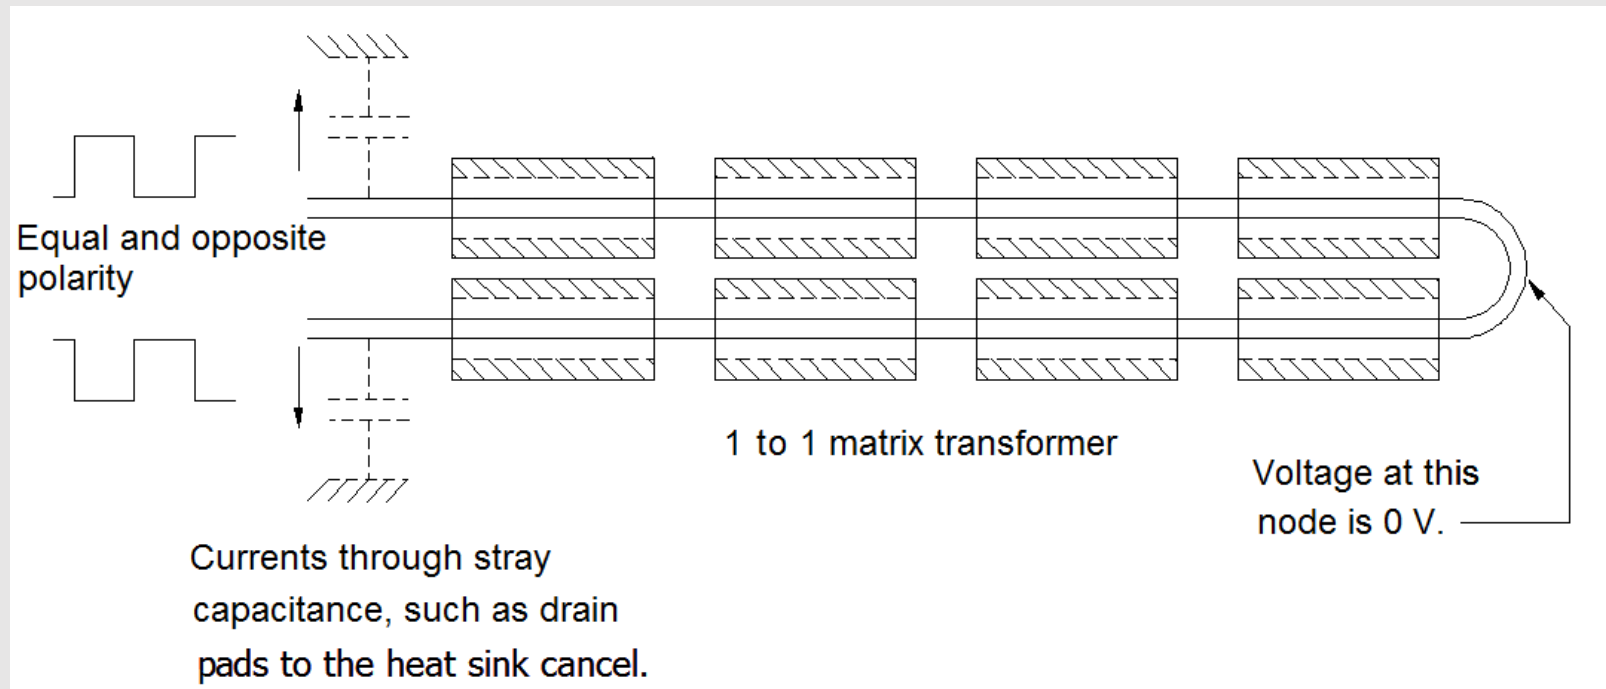 Equal and opposite
polarity
1 to 1 matrix transformer
Voltage at this
node is 0 V.
Currents through stray
capacitance, such as drain
pads to the heat sink cancel.